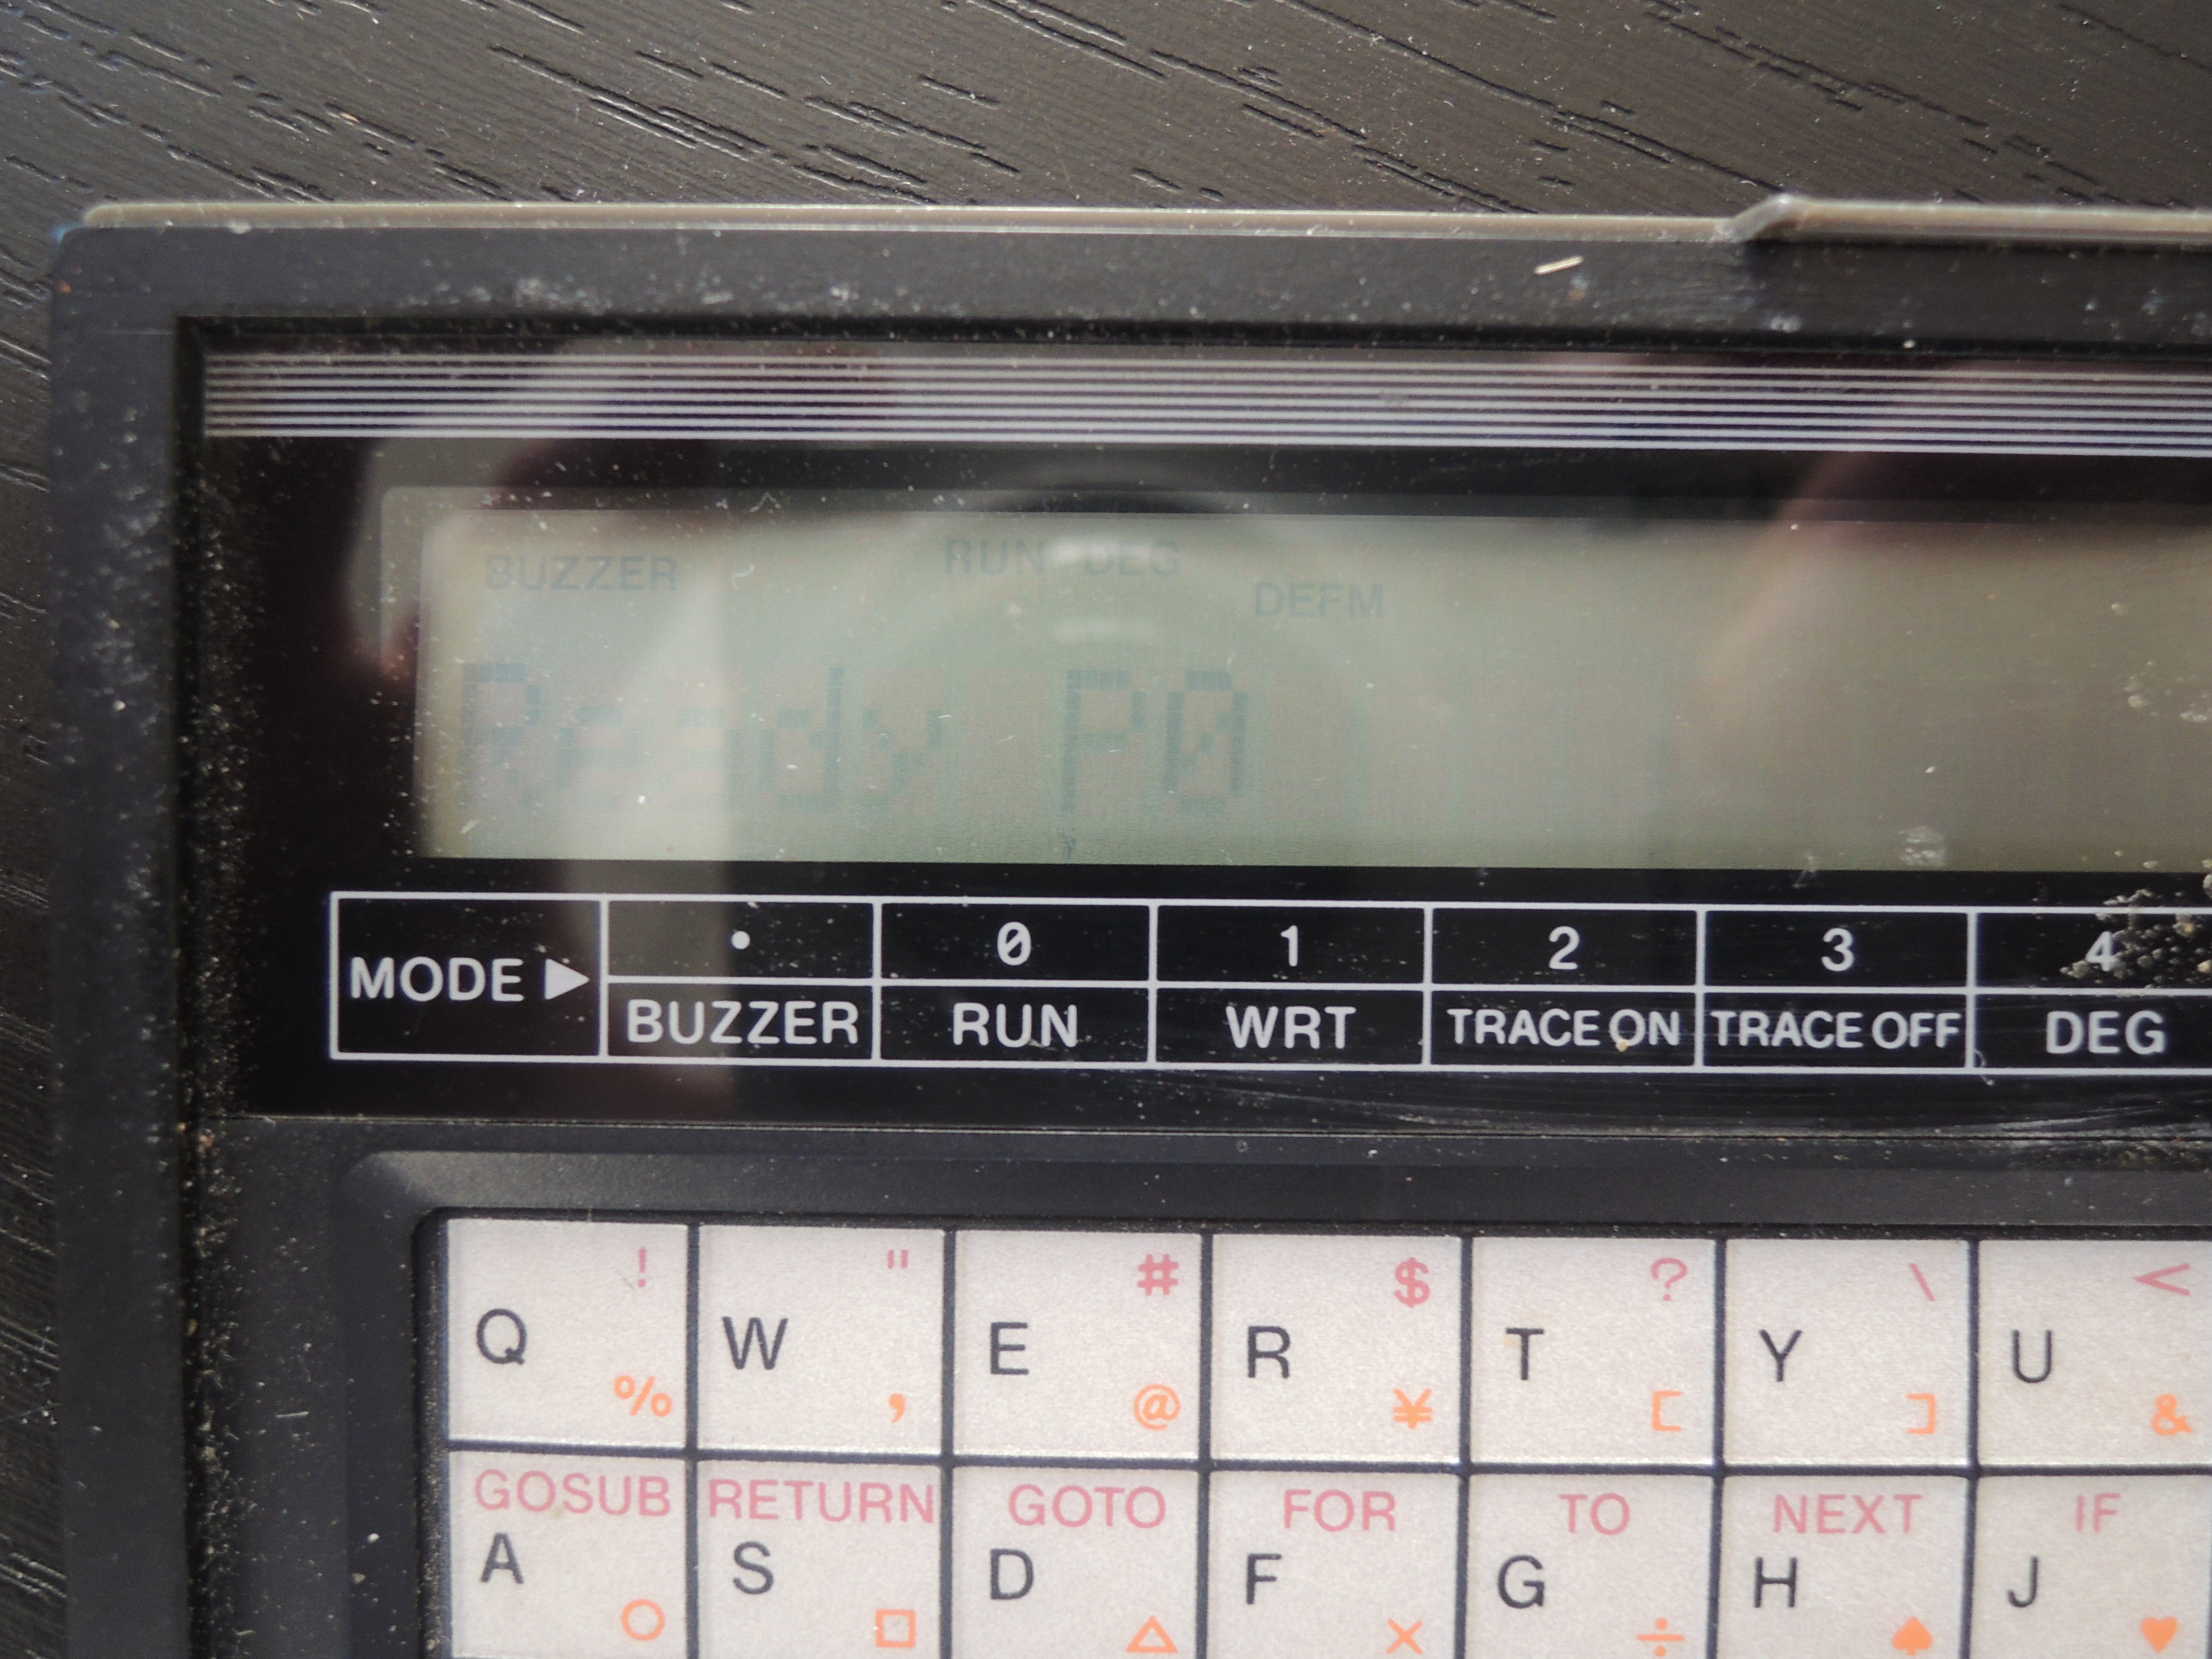 BUZZER RUN DEG
DEFM
Ready P0
MODE ▶ . 0 1 2 3 4
BUZZER RUN WRT TRACE ON TRACE OFF DEG
! " # $ ? \ <
Q W E R T Y U
% , @ ¥ [ ] &
GOSUB RETURN GOTO FOR TO NEXT IF
A S D F G H J
○ □ △ × ÷ ♠ ♥